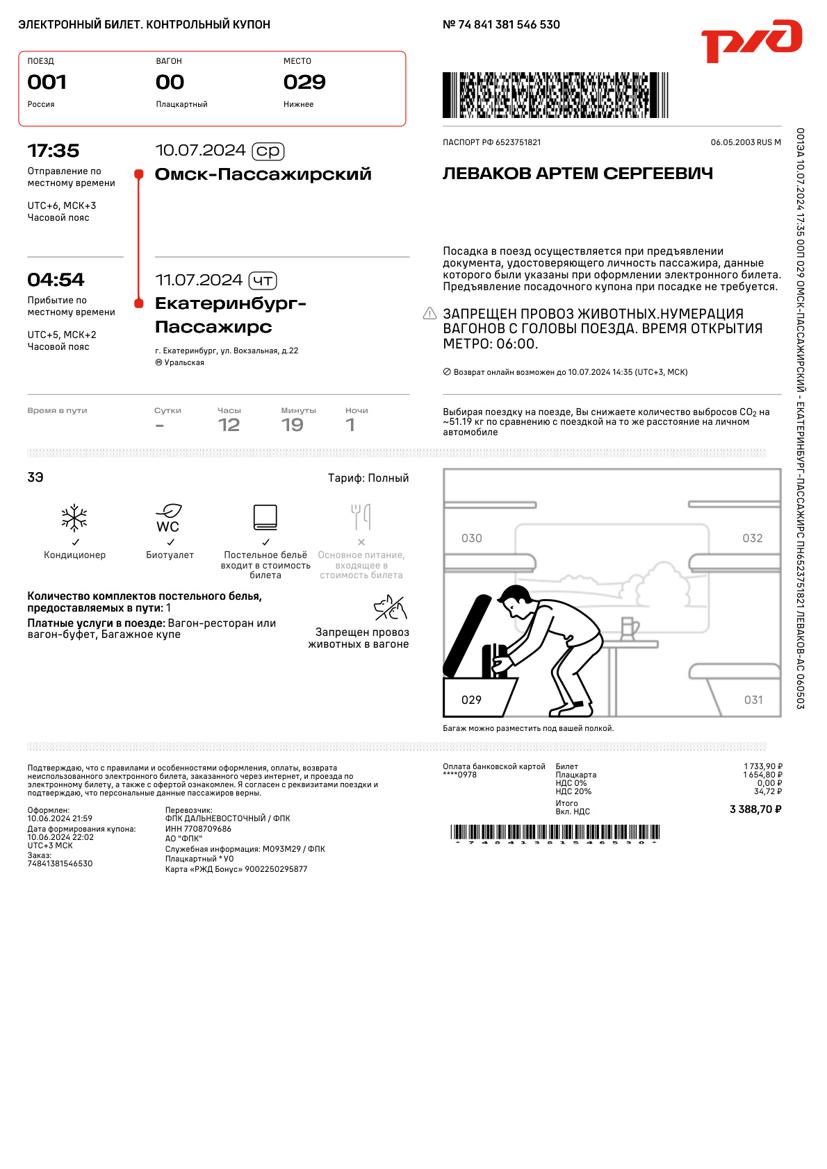 ЭЛЕКТРОННЫЙ БИЛЕТ. КОНТРОЛЬНЫЙ КУПОН
№ 74 841 381 546 530
РЖД
ПОЕЗД ВАГОН МЕСТО
001 00 029
Россия Плацкартный Нижнее
ПАСПОРТ РФ 6523751821 06.05.2003 RUS M
ЛЕВАКОВ АРТЕМ СЕРГЕЕВИЧ
17:35
Отправление по
местному времени
UTC+6, МСК+3
Часовой пояс
10.07.2024 ср
Омск-Пассажирский
04:54
Прибытие по
местному времени
UTC+5, МСК+2
Часовой пояс
11.07.2024 чт
Екатеринбург-
Пассажирс
г. Екатеринбург, ул. Вокзальная, д.22
Уральская
Посадка в поезд осуществляется при предъявлении
документа, удостоверяющего личность пассажира, данные
которого были указаны при оформлении электронного билета.
Предъявление посадочного купона при посадке не требуется.
ЗАПРЕЩЕН ПРОВОЗ ЖИВОТНЫХ.НУМЕРАЦИЯ
ВАГОНОВ С ГОЛОВЫ ПОЕЗДА. ВРЕМЯ ОТКРЫТИЯ
МЕТРО: 06:00.
Возврат онлайн возможен до 10.07.2024 14:35 (UTC+3, МСК)
Время в пути Сутки Часы Минуты Ночи
- 12 19 1
Выбирая поездку на поезде, Вы снижаете количество выбросов CO₂ на
~51.19 кг по сравнению с поездкой на то же расстояние на личном
автомобиле
0013А 10.07.2024 17:35 00П 029 ОМСК-ПАССАЖИРСКИЙ - ЕКАТЕРИНБУРГ-ПАССАЖИРС ПН6523751821 ЛЕВАКОВ-АС 060503
3Э Тариф: Полный
WC
Кондиционер
Биотуалет
Постельное бельё
входит в стоимость
билета
Основное питание,
входящее в
стоимость билета
Количество комплектов постельного белья,
предоставляемых в пути: 1
Платные услуги в поезде: Вагон-ресторан или
вагон-буфет, Багажное купе
Запрещен провоз
животных в вагоне
030 032
029 031
Багаж можно разместить под вашей полкой.
Подтверждаю, что с правилами и особенностями оформления, оплаты, возврата
неиспользованного электронного билета, заказанного через интернет, и проезда по
электронному билету, а также с офертой ознакомлен. Я согласен с реквизитами поездки и
подтверждаю, что персональные данные пассажиров верны.
Оформлен:
10.06.2024 21:59
Дата формирования купона:
10.06.2024 22:02
UTC+3 МСК
Заказ:
74841381546530
Перевозчик:
ФПК ДАЛЬНЕВОСТОЧНЫЙ / ФПК
ИНН 7708709686
АО "ФПК"
Служебная информация: М093М29 / ФПК
Плацкартный * У0
Карта «РЖД Бонус» 9002250295877
Оплата банковской картой
****0978
Билет 1 733,90 ₽
Плацкарта 1 654,80 ₽
НДС 0% 0,00 ₽
НДС 20% 34,72 ₽
Итого
Вкл. НДС 3 388,70 ₽
- 7 4 8 4 1 3 8 1 5 4 6 5 3 0 -